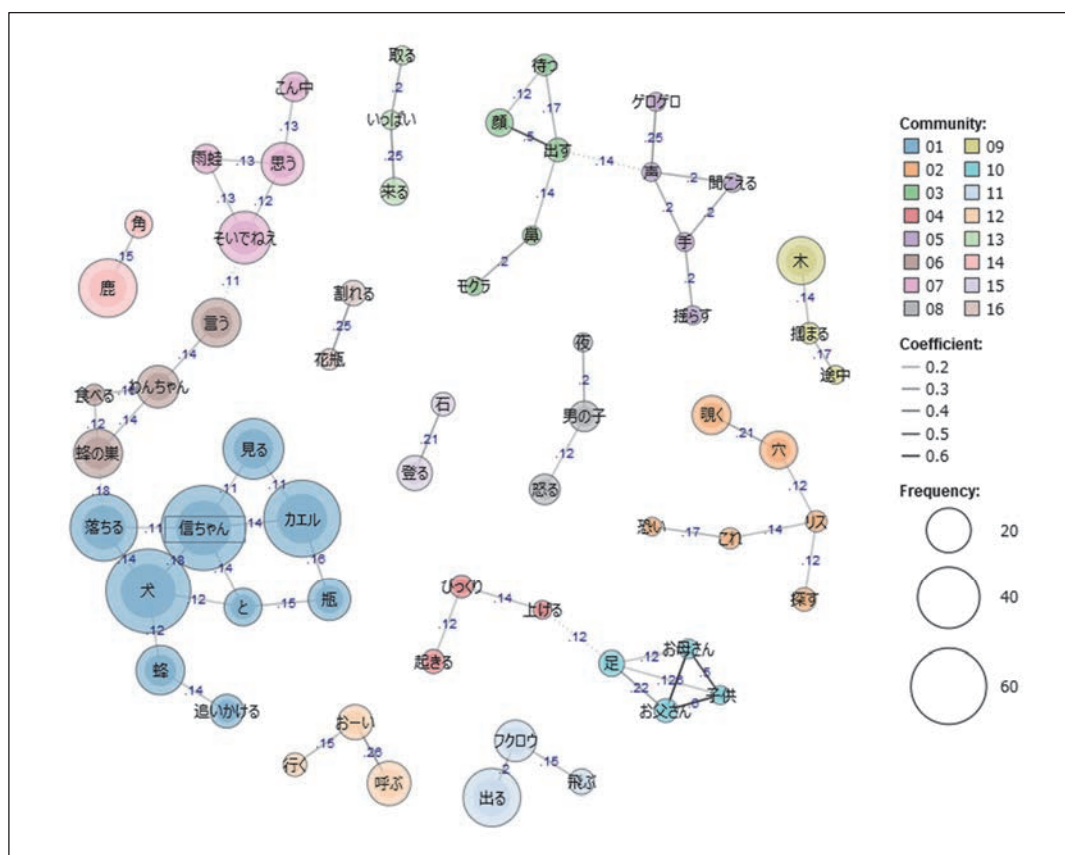 取る
.2
いっぱい
.25
来る
待つ
.12
.17
顔
.5
出す
.14
.14
鼻
.2
モグラ
ゲロゲロ
.25
声
.2
聞こえる
.2
.2
手
.2
揺らす
こん中
.13
雨蛙
.13
思う
.13
.12
そいでねえ
.11
角
.15
鹿
言う
.14
わんちゃん
食べる
.12
.14
蜂の巣
.18
割れる
.25
花瓶
木
.14
掴まる
.17
途中
夜
.2
男の子
.12
怒る
石
.21
登る
覗く
.21
穴
.12
リス
.14
これ
.17
恐い
.12
探す
見る
.11
.11
落ちる
.11
信ちゃん
.14
カエル
.14
.18
.14
.16
犬
.12
と
.15
瓶
.12
蜂
.14
追いかける
びっくり
.14
上げる
.12
起きる
.12
足
.12
お母さん
.5
.22
子供
お父さん
おーい
.15
行く
.26
呼ぶ
フクロウ
.2
.15
飛ぶ
出る
Community:
01 09
02 10
03 11
04 12
05 13
06 14
07 15
08 16
Coefficient:
0.2
0.3
0.4
0.5
0.6
Frequency:
20
40
60